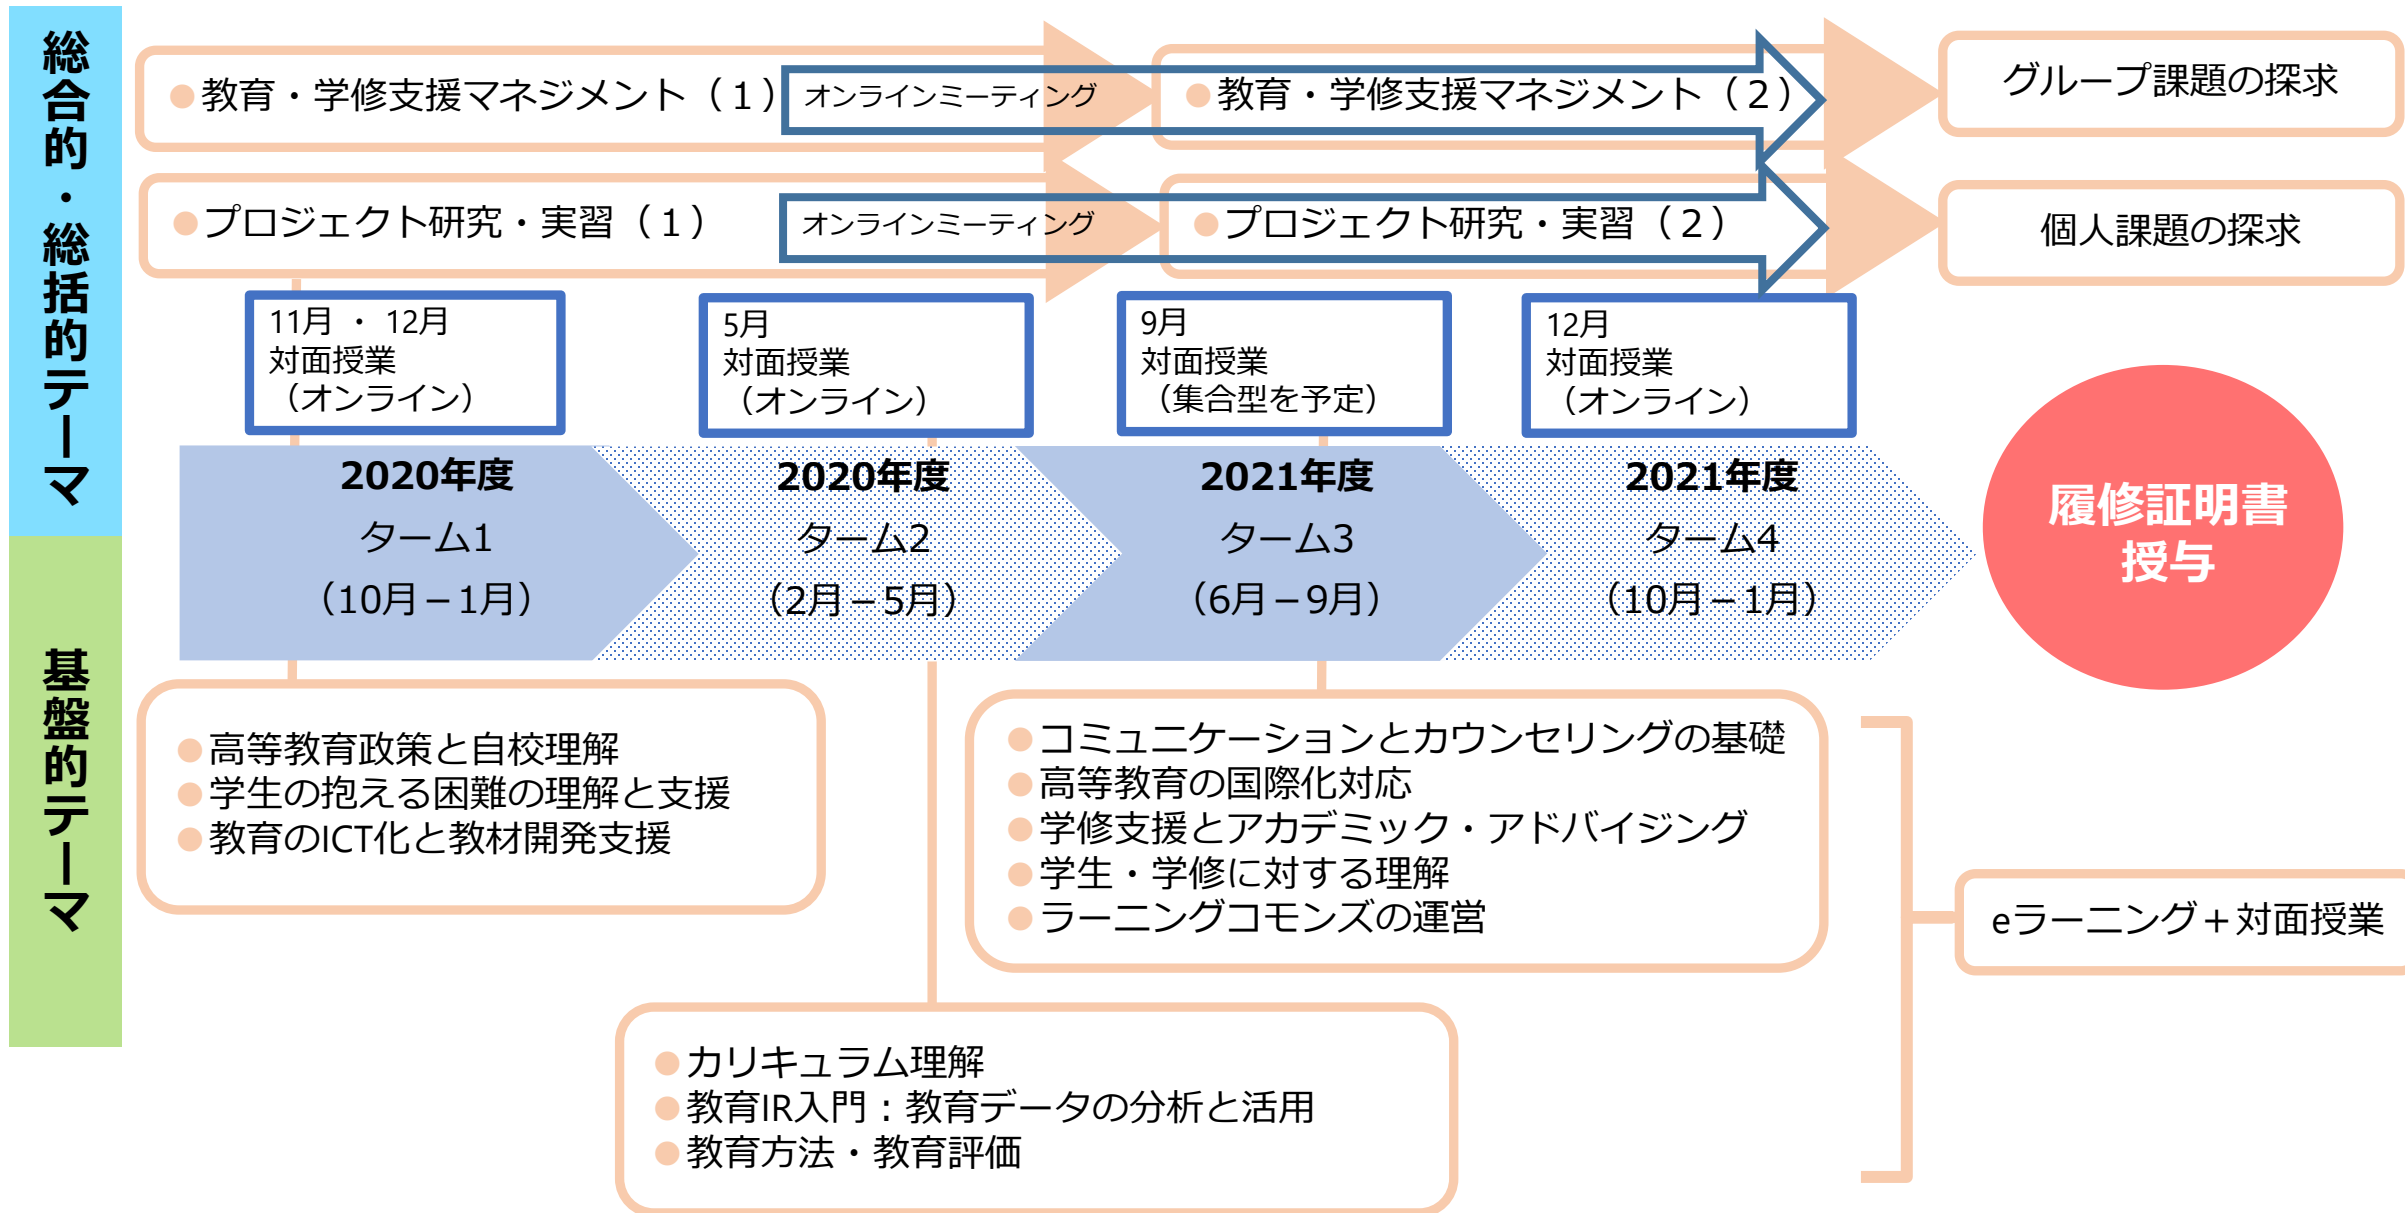 総合的・総括的テーマ
●教育・学修支援マネジメント（１）
オンラインミーティング
●教育・学修支援マネジメント（２）
グループ課題の探求
●プロジェクト研究・実習（１）
オンラインミーティング
●プロジェクト研究・実習（２）
個人課題の探求
11月 ・ 12月
対面授業
（オンライン）
5月
対面授業
（オンライン）
9月
対面授業
（集合型を予定）
12月
対面授業
（オンライン）
2020年度
ターム1
（10月－1月）
2020年度
ターム2
（2月－5月）
2021年度
ターム3
（6月－9月）
2021年度
ターム4
（10月－1月）
履修証明書
授与
基盤的テーマ
●高等教育政策と自校理解
●学生の抱える困難の理解と支援
●教育のICT化と教材開発支援
●コミュニケーションとカウンセリングの基礎
●高等教育の国際化対応
●学修支援とアカデミック・アドバイジング
●学生・学修に対する理解
●ラーニングコモンズの運営
eラーニング＋対面授業
●カリキュラム理解
●教育IR入門：教育データの分析と活用
●教育方法・教育評価